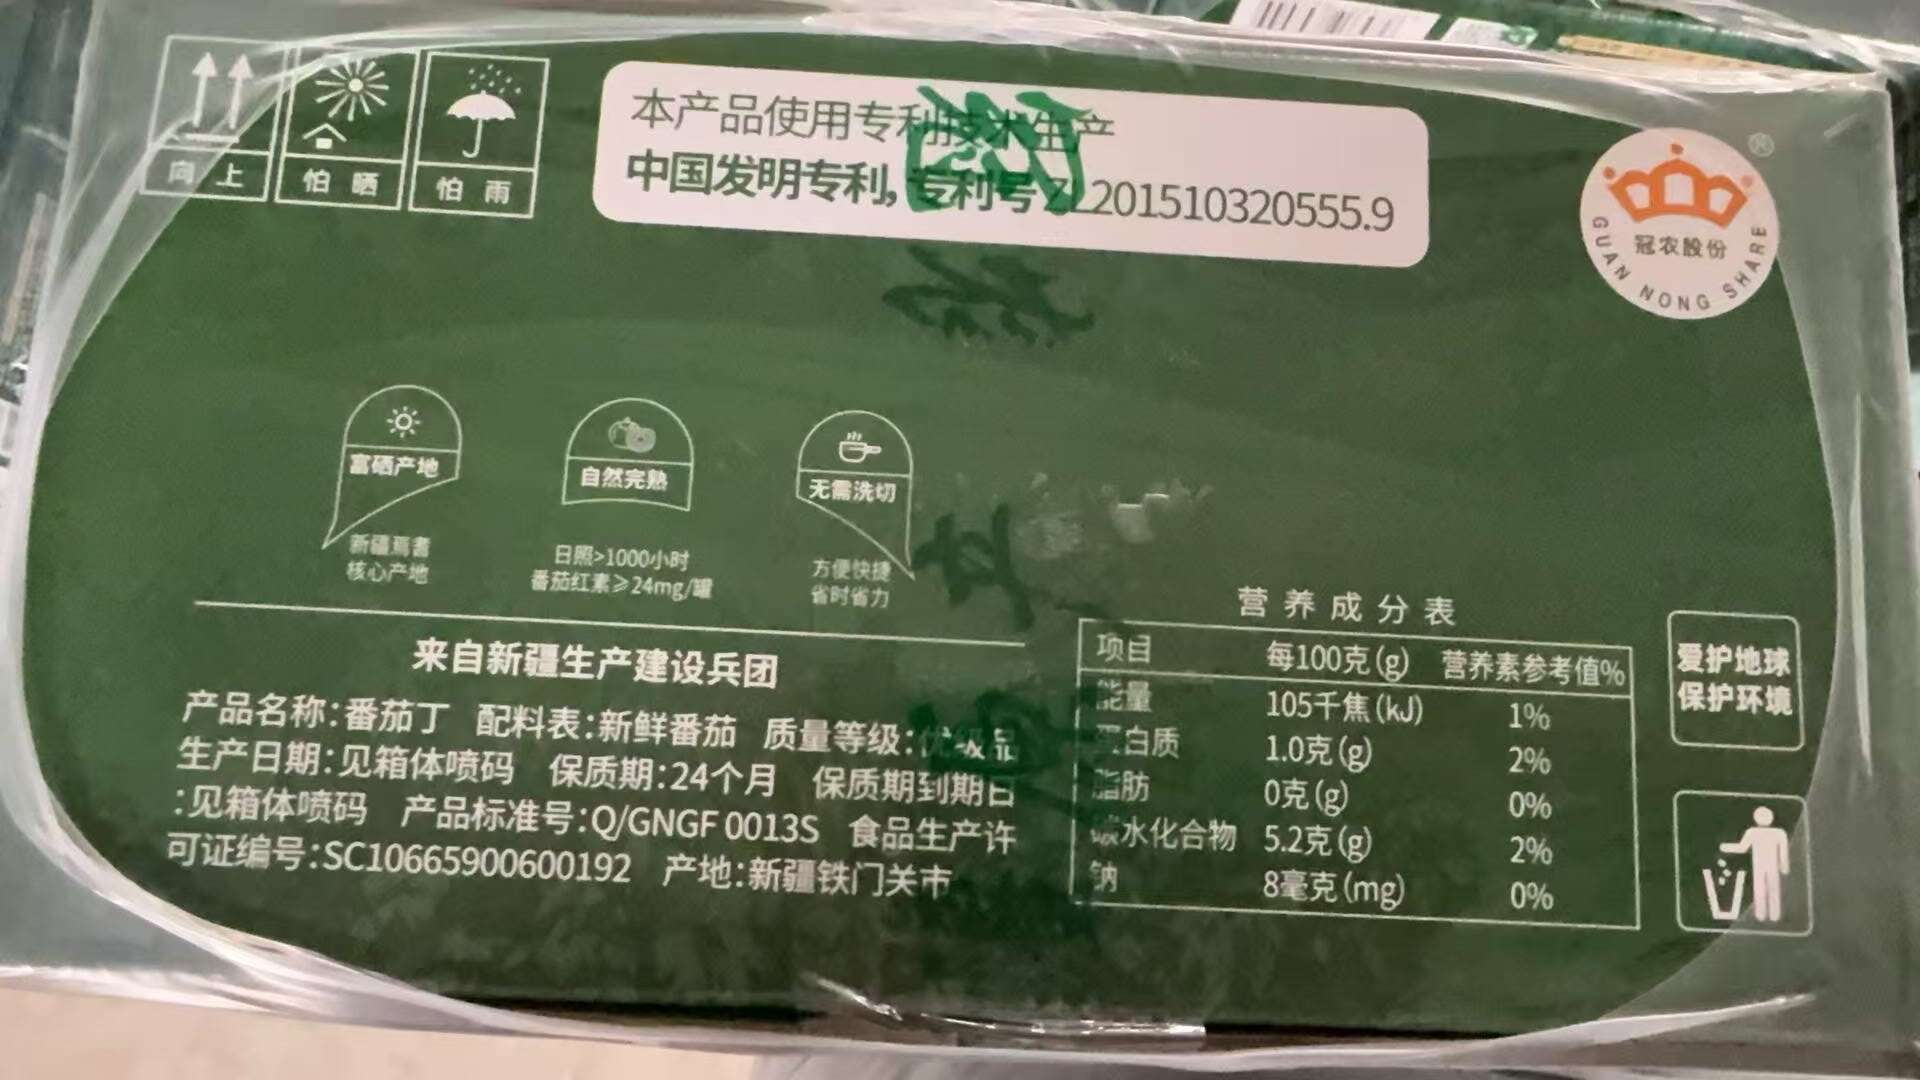 向上
怕晒
怕雨
本产品使用专利技术生产
中国发明专利,专利号ZL201510320555.9
®
冠农股份
GUAN NONG SHARE
富硒产地
自然完熟
无需洗切
新疆焉耆
核心产地
日照>1000小时
番茄红素≥24mg/罐
方便快捷
省时省力
来自新疆生产建设兵团
产品名称:番茄丁 配料表:新鲜番茄 质量等级:优级品
生产日期:见箱体喷码 保质期:24个月 保质期到期日
:见箱体喷码 产品标准号:Q/GNGF 0013S 食品生产许
可证编号:SC10665900600192 产地:新疆铁门关市
营养成分表
项目 每100克(g) 营养素参考值%
能量 105千焦(kJ) 1%
蛋白质 1.0克(g) 2%
脂肪 0克(g) 0%
碳水化合物 5.2克(g) 2%
钠 8毫克(mg) 0%
爱护地球
保护环境